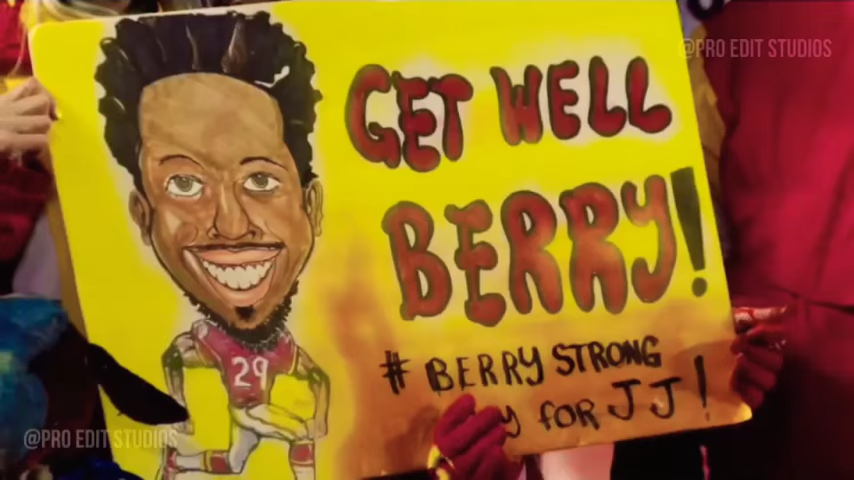 @PRO EDIT STUDIOS
GET WELL
BERRY!
29
# BERRY STRONG
FOR JJ!
@PRO EDIT STUDIOS